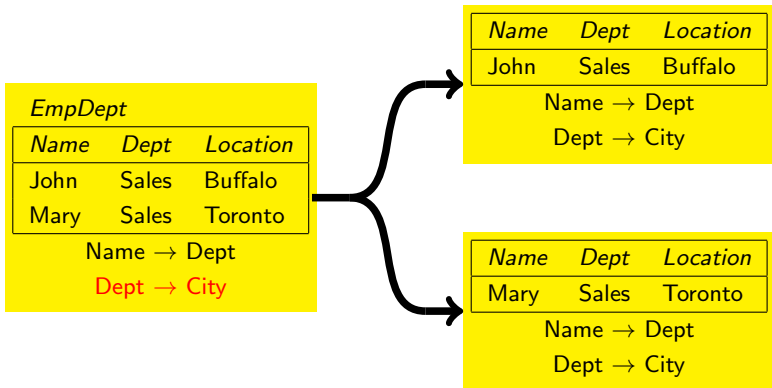 EmpDept
Name Dept Location
John Sales Buffalo
Mary Sales Toronto
Name → Dept
Dept → City
Name Dept Location
John Sales Buffalo
Name → Dept
Dept → City
Name Dept Location
Mary Sales Toronto
Name → Dept
Dept → City